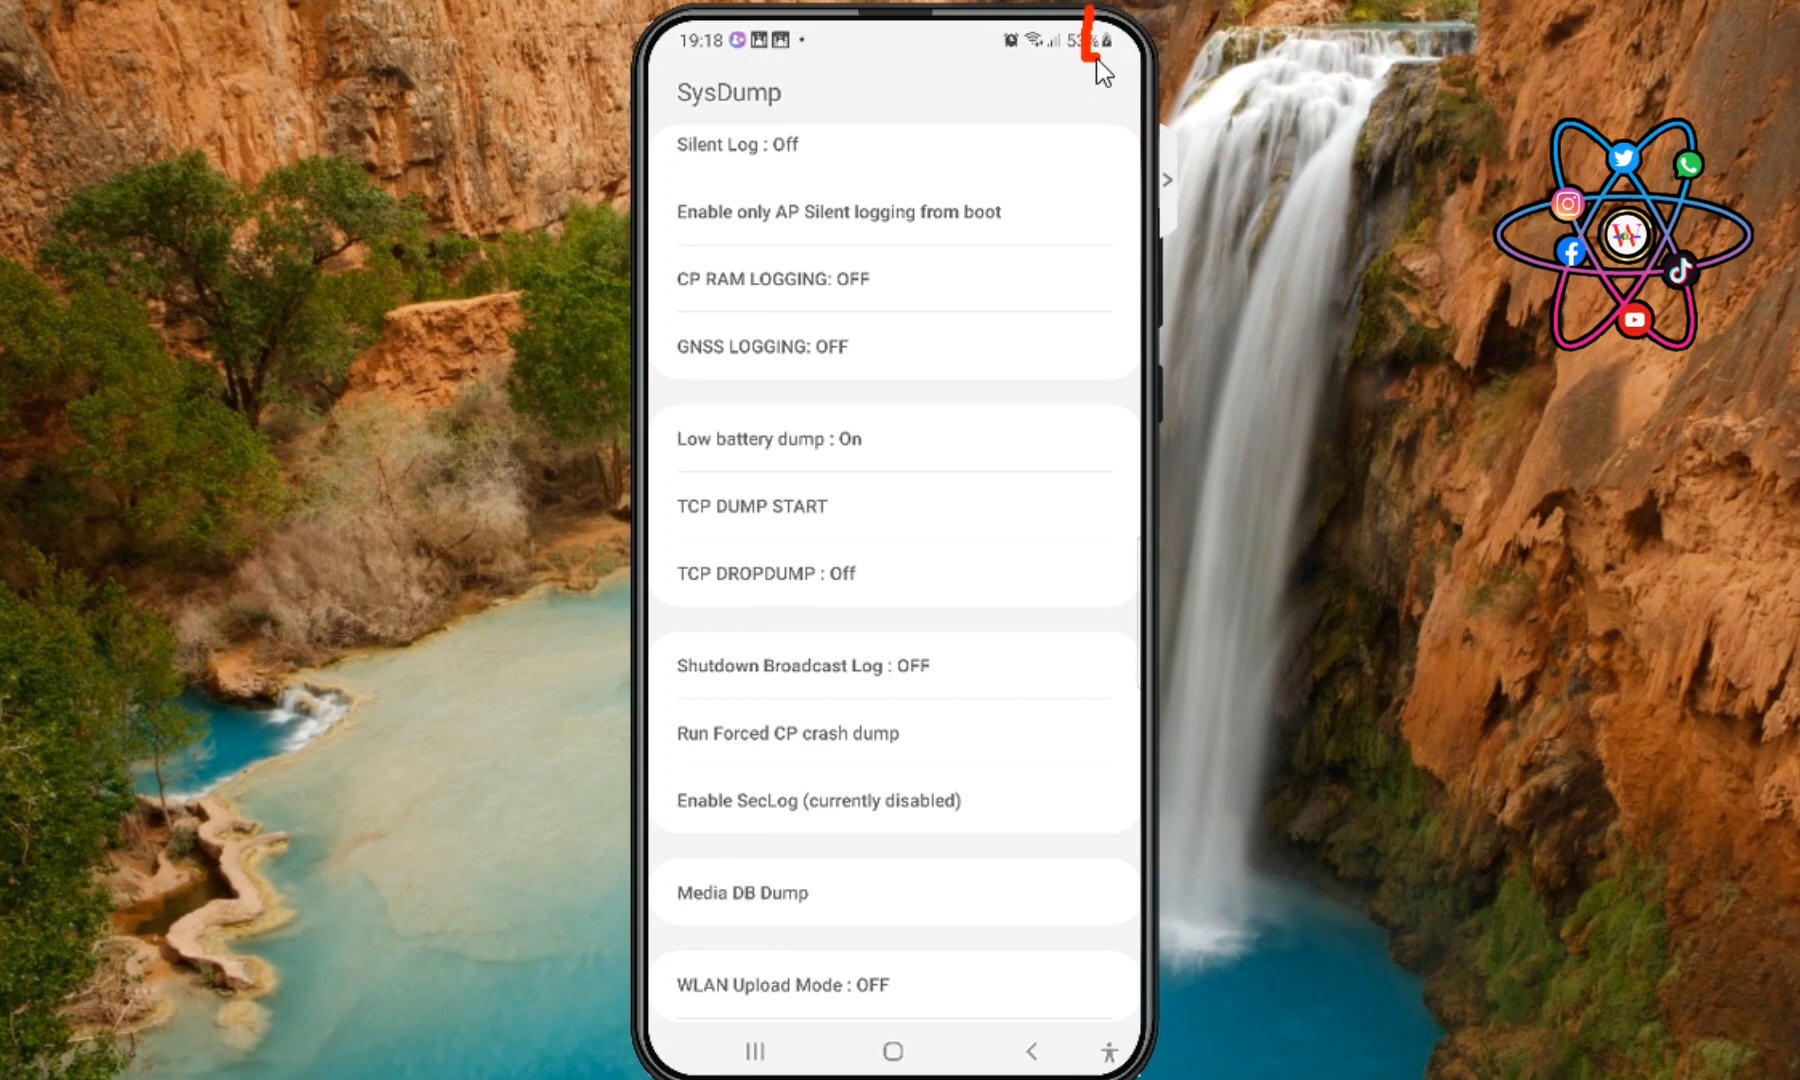 19:18
SysDump
Silent Log : Off
Enable only AP Silent logging from boot
CP RAM LOGGING: OFF
GNSS LOGGING: OFF
Low battery dump : On
TCP DUMP START
TCP DROPDUMP : Off
Shutdown Broadcast Log : OFF
Run Forced CP crash dump
Enable SecLog (currently disabled)
Media DB Dump
WLAN Upload Mode : OFF